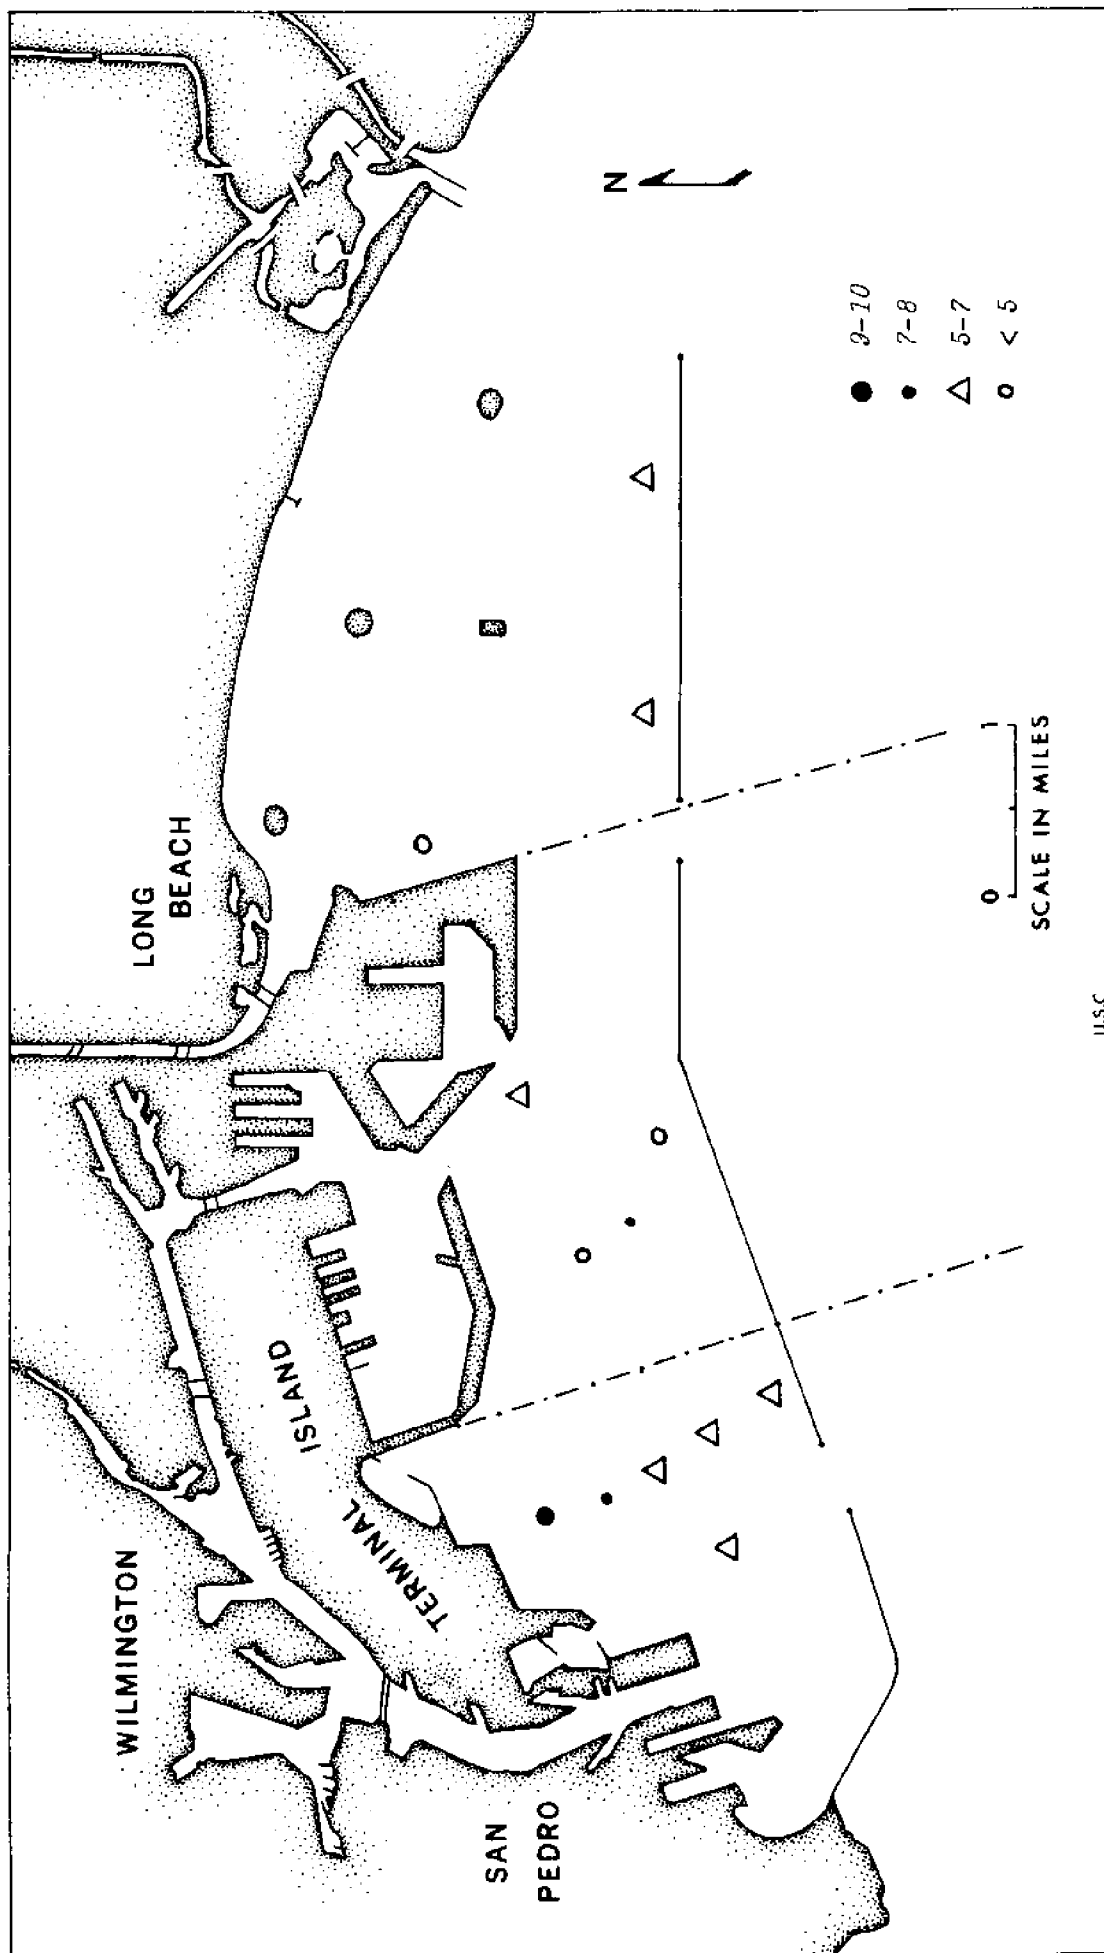 WILMINGTON
LONG
BEACH
SAN
PEDRO
TERMINAL
ISLAND
N
9-10
7-8
5-7
< 5
0 1
SCALE IN MILES
USC